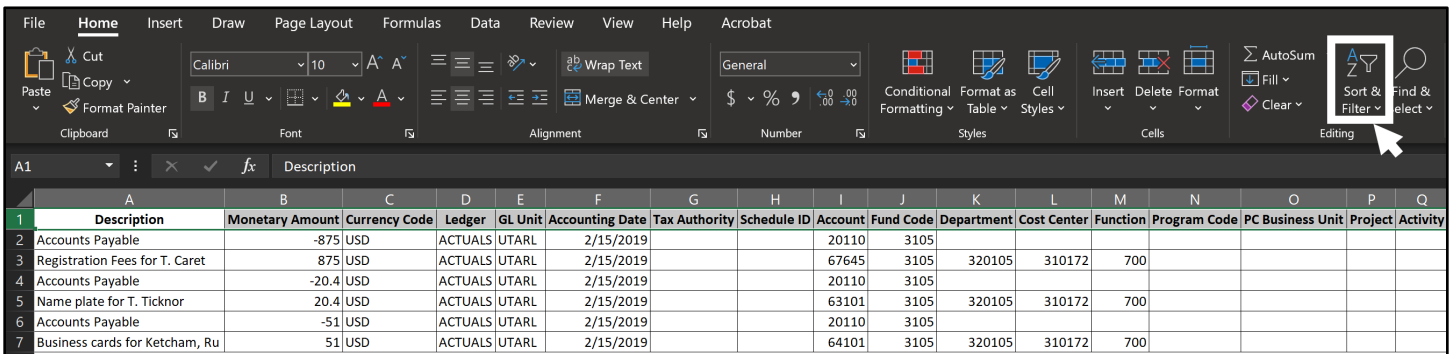 File Home Insert Draw Page Layout Formulas Data Review View Help Acrobat
Paste
Cut
Copy
Format Painter
Clipboard
Calibri 10 A A
B I U A
Font
ab
c Wrap Text
Merge & Center
Alignment
General
$ % 9 .00 .00
.00 .0
Number
Conditional Formatting
Format as Table
Cell Styles
Styles
Insert Delete Format
Cells
AutoSum
Fill
Clear
A
Z
Sort & Filter
Find &
elect
Editing
A1 fx Description
A B C D E F G H I J K L M N O P Q
1 Description Monetary Amount Currency Code Ledger GL Unit Accounting Date Tax Authority Schedule ID Account Fund Code Department Cost Center Function Program Code PC Business Unit Project Activity
2 Accounts Payable -875 USD ACTUALS UTARL 2/15/2019 20110 3105
3 Registration Fees for T. Caret 875 USD ACTUALS UTARL 2/15/2019 67645 3105 320105 310172 700
4 Accounts Payable -20.4 USD ACTUALS UTARL 2/15/2019 20110 3105
5 Name plate for T. Ticknor 20.4 USD ACTUALS UTARL 2/15/2019 63101 3105 320105 310172 700
6 Accounts Payable -51 USD ACTUALS UTARL 2/15/2019 20110 3105
7 Business cards for Ketcham, Ru 51 USD ACTUALS UTARL 2/15/2019 64101 3105 320105 310172 700